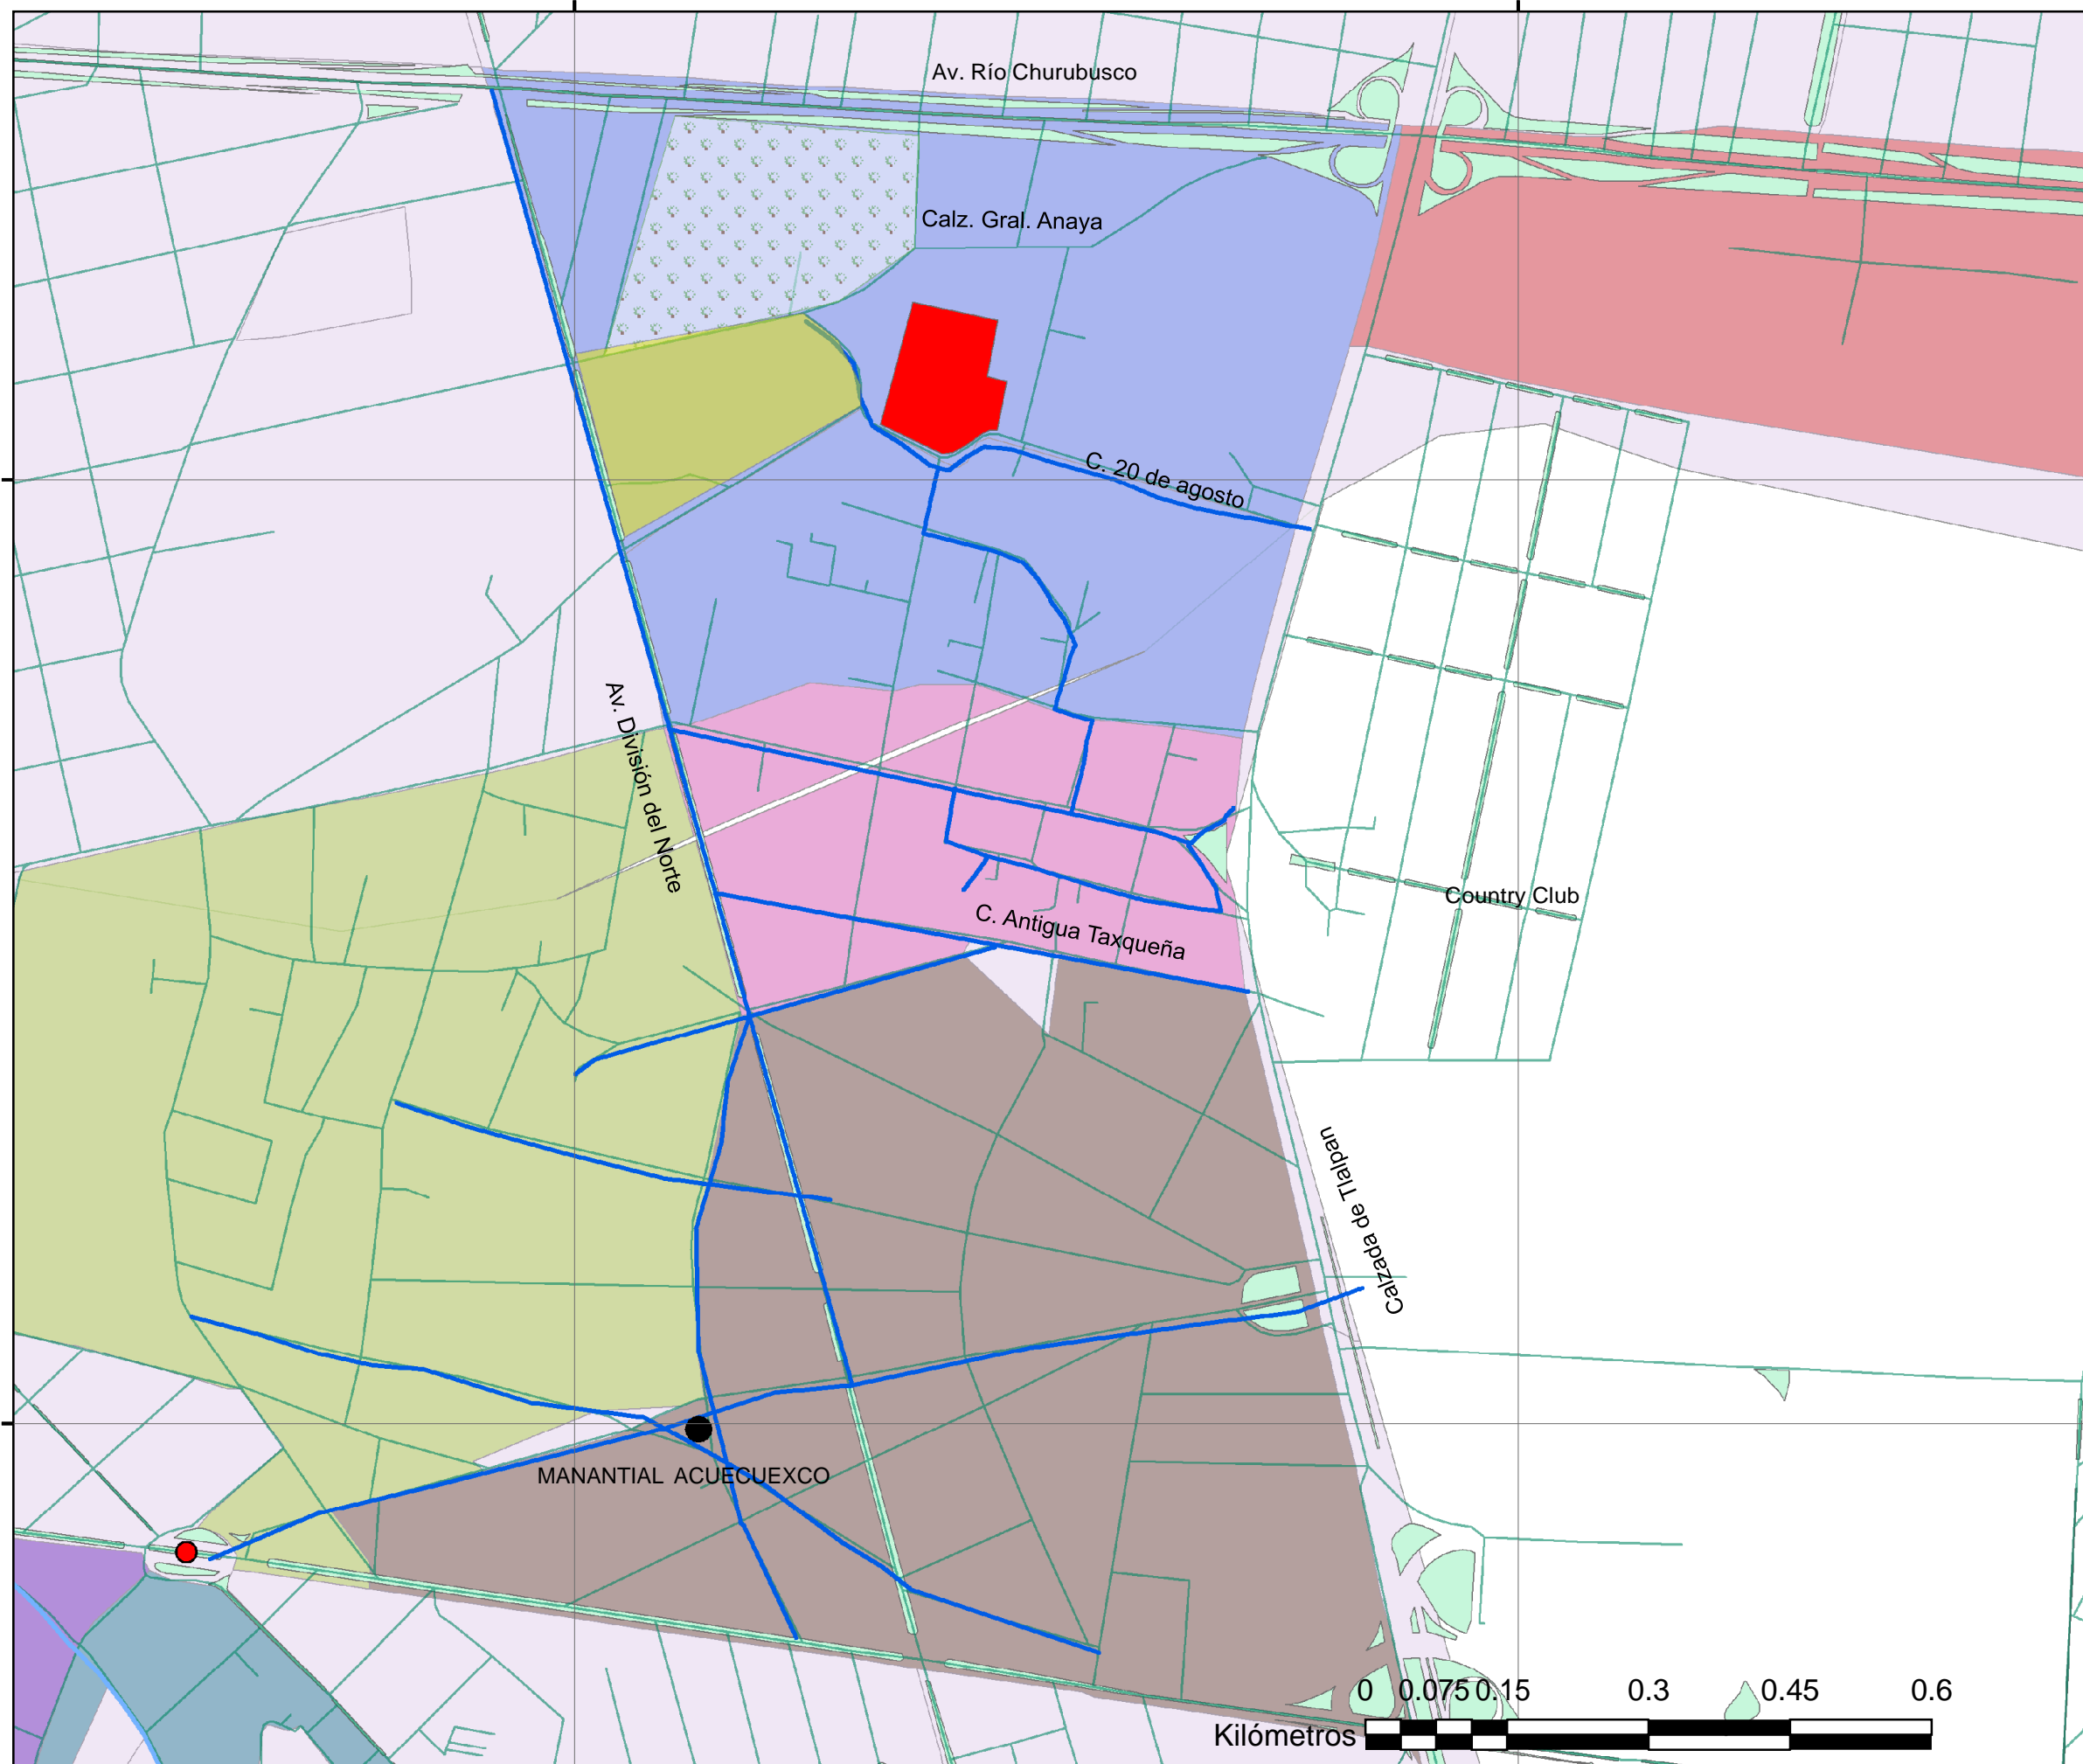 Av. Río Churubusco
Calz. Gral. Anaya
C. 20 de agosto
Av. División del Norte
Country Club
C. Antigua Taxqueña
Calzada de Tlalpan
MANANTIAL ACUECUEXCO
0 0.075 0.15 0.3 0.45 0.6
Kilómetros